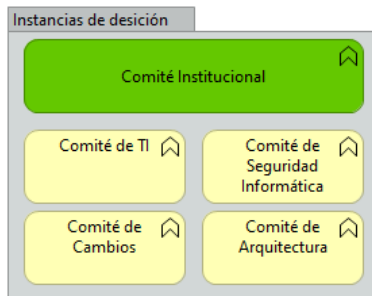 Instancias de desición
Comité Institucional
Comité de TI
Comité de
Seguridad
Informática
Comité de
Cambios
Comité de
Arquitectura